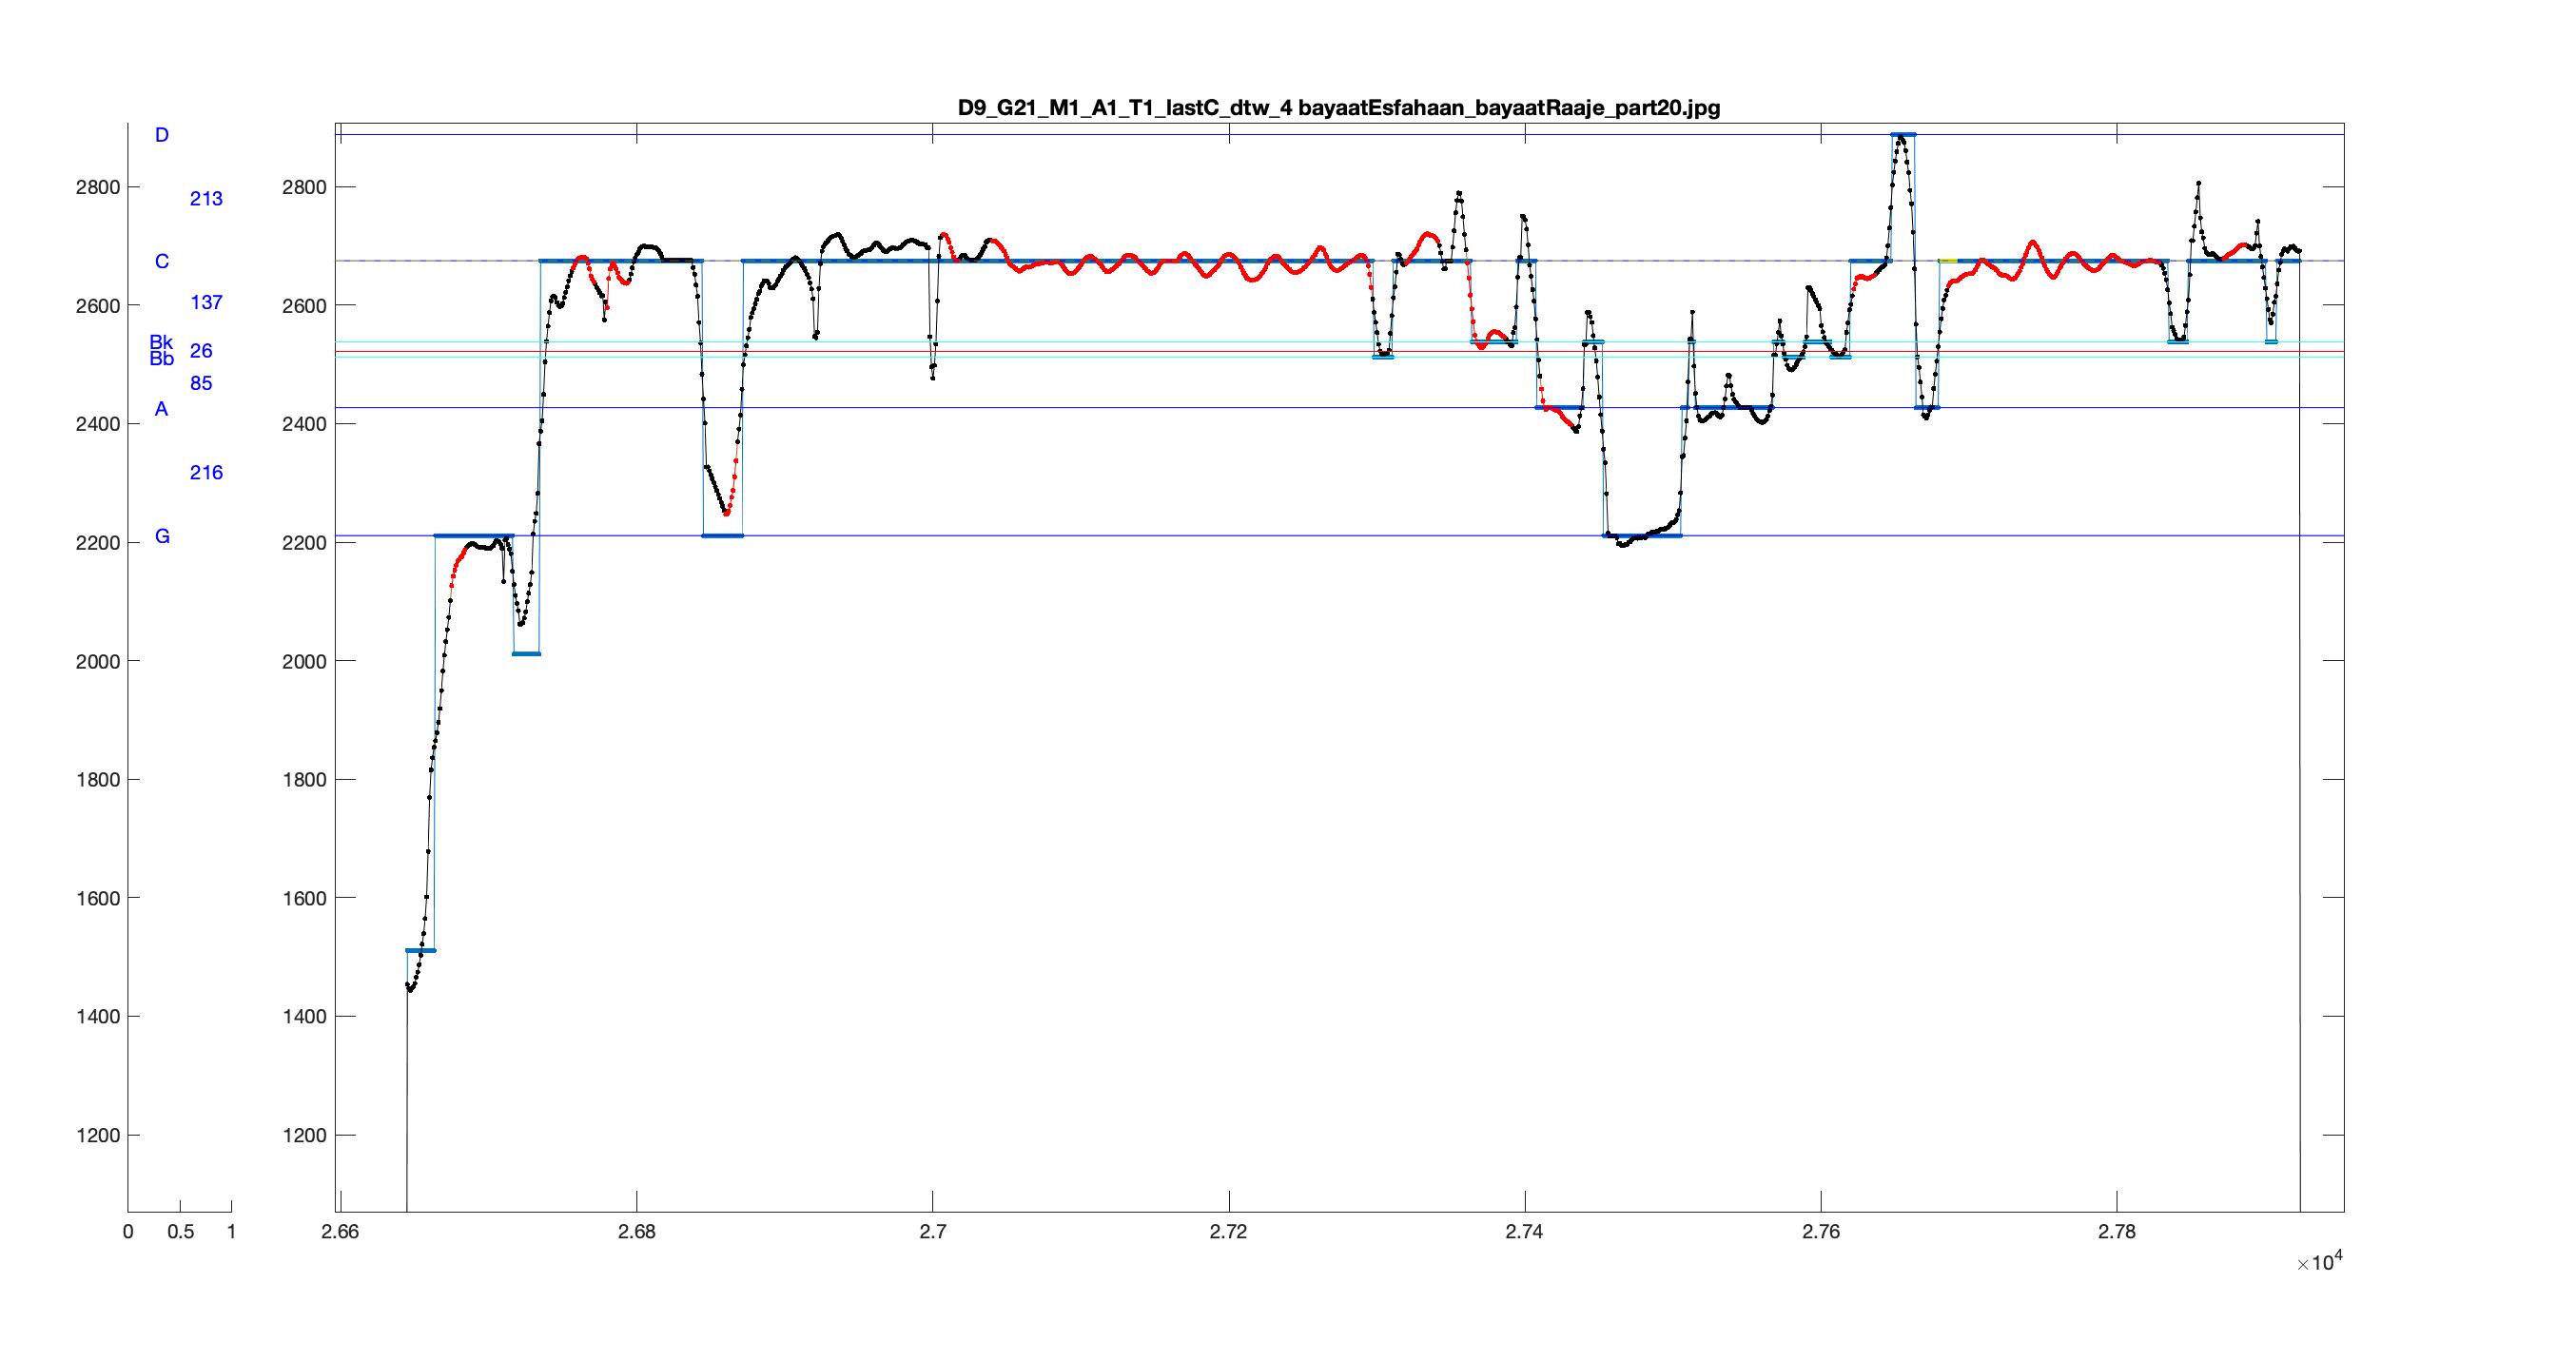 D9_G21_M1_A1_T1_lastC_dtw_4 bayaatEsfahaan_bayaatRaaje_part20.jpg
D
2800 213 2800
C
2600 137 2600
Bk
26
Bb
85
A
2400 2400
216
G
2200 2200
2000 2000
1800 1800
1600 1600
1400 1400
1200 1200
0 0.5 1 2.66 2.68 2.7 2.72 2.74 2.76 2.78
×10^4